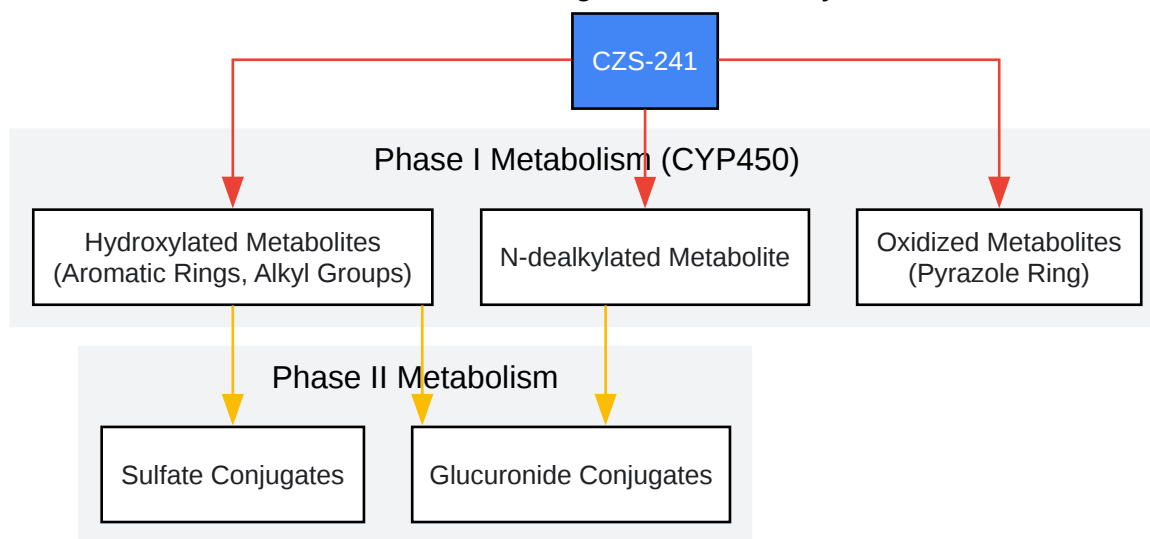 CZS-241
Phase I Metabolism (CYP450)
Hydroxylated Metabolites
(Aromatic Rings, Alkyl Groups)
N-dealkylated Metabolite
Oxidized Metabolites
(Pyrazole Ring)
Phase II Metabolism
Sulfate Conjugates
Glucuronide Conjugates